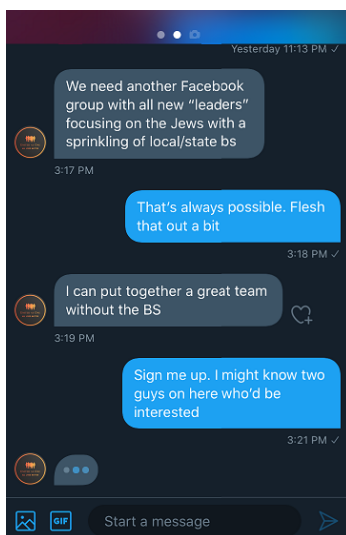 Yesterday 11:13 PM ✓
We need another Facebook
group with all new “leaders”
focusing on the Jews with a
sprinkling of local/state bs
3:17 PM
That’s always possible. Flesh
that out a bit
3:18 PM ✓
I can put together a great team
without the BS
3:19 PM
Sign me up. I might know two
guys on here who’d be
interested
3:21 PM ✓
GIF
Start a message